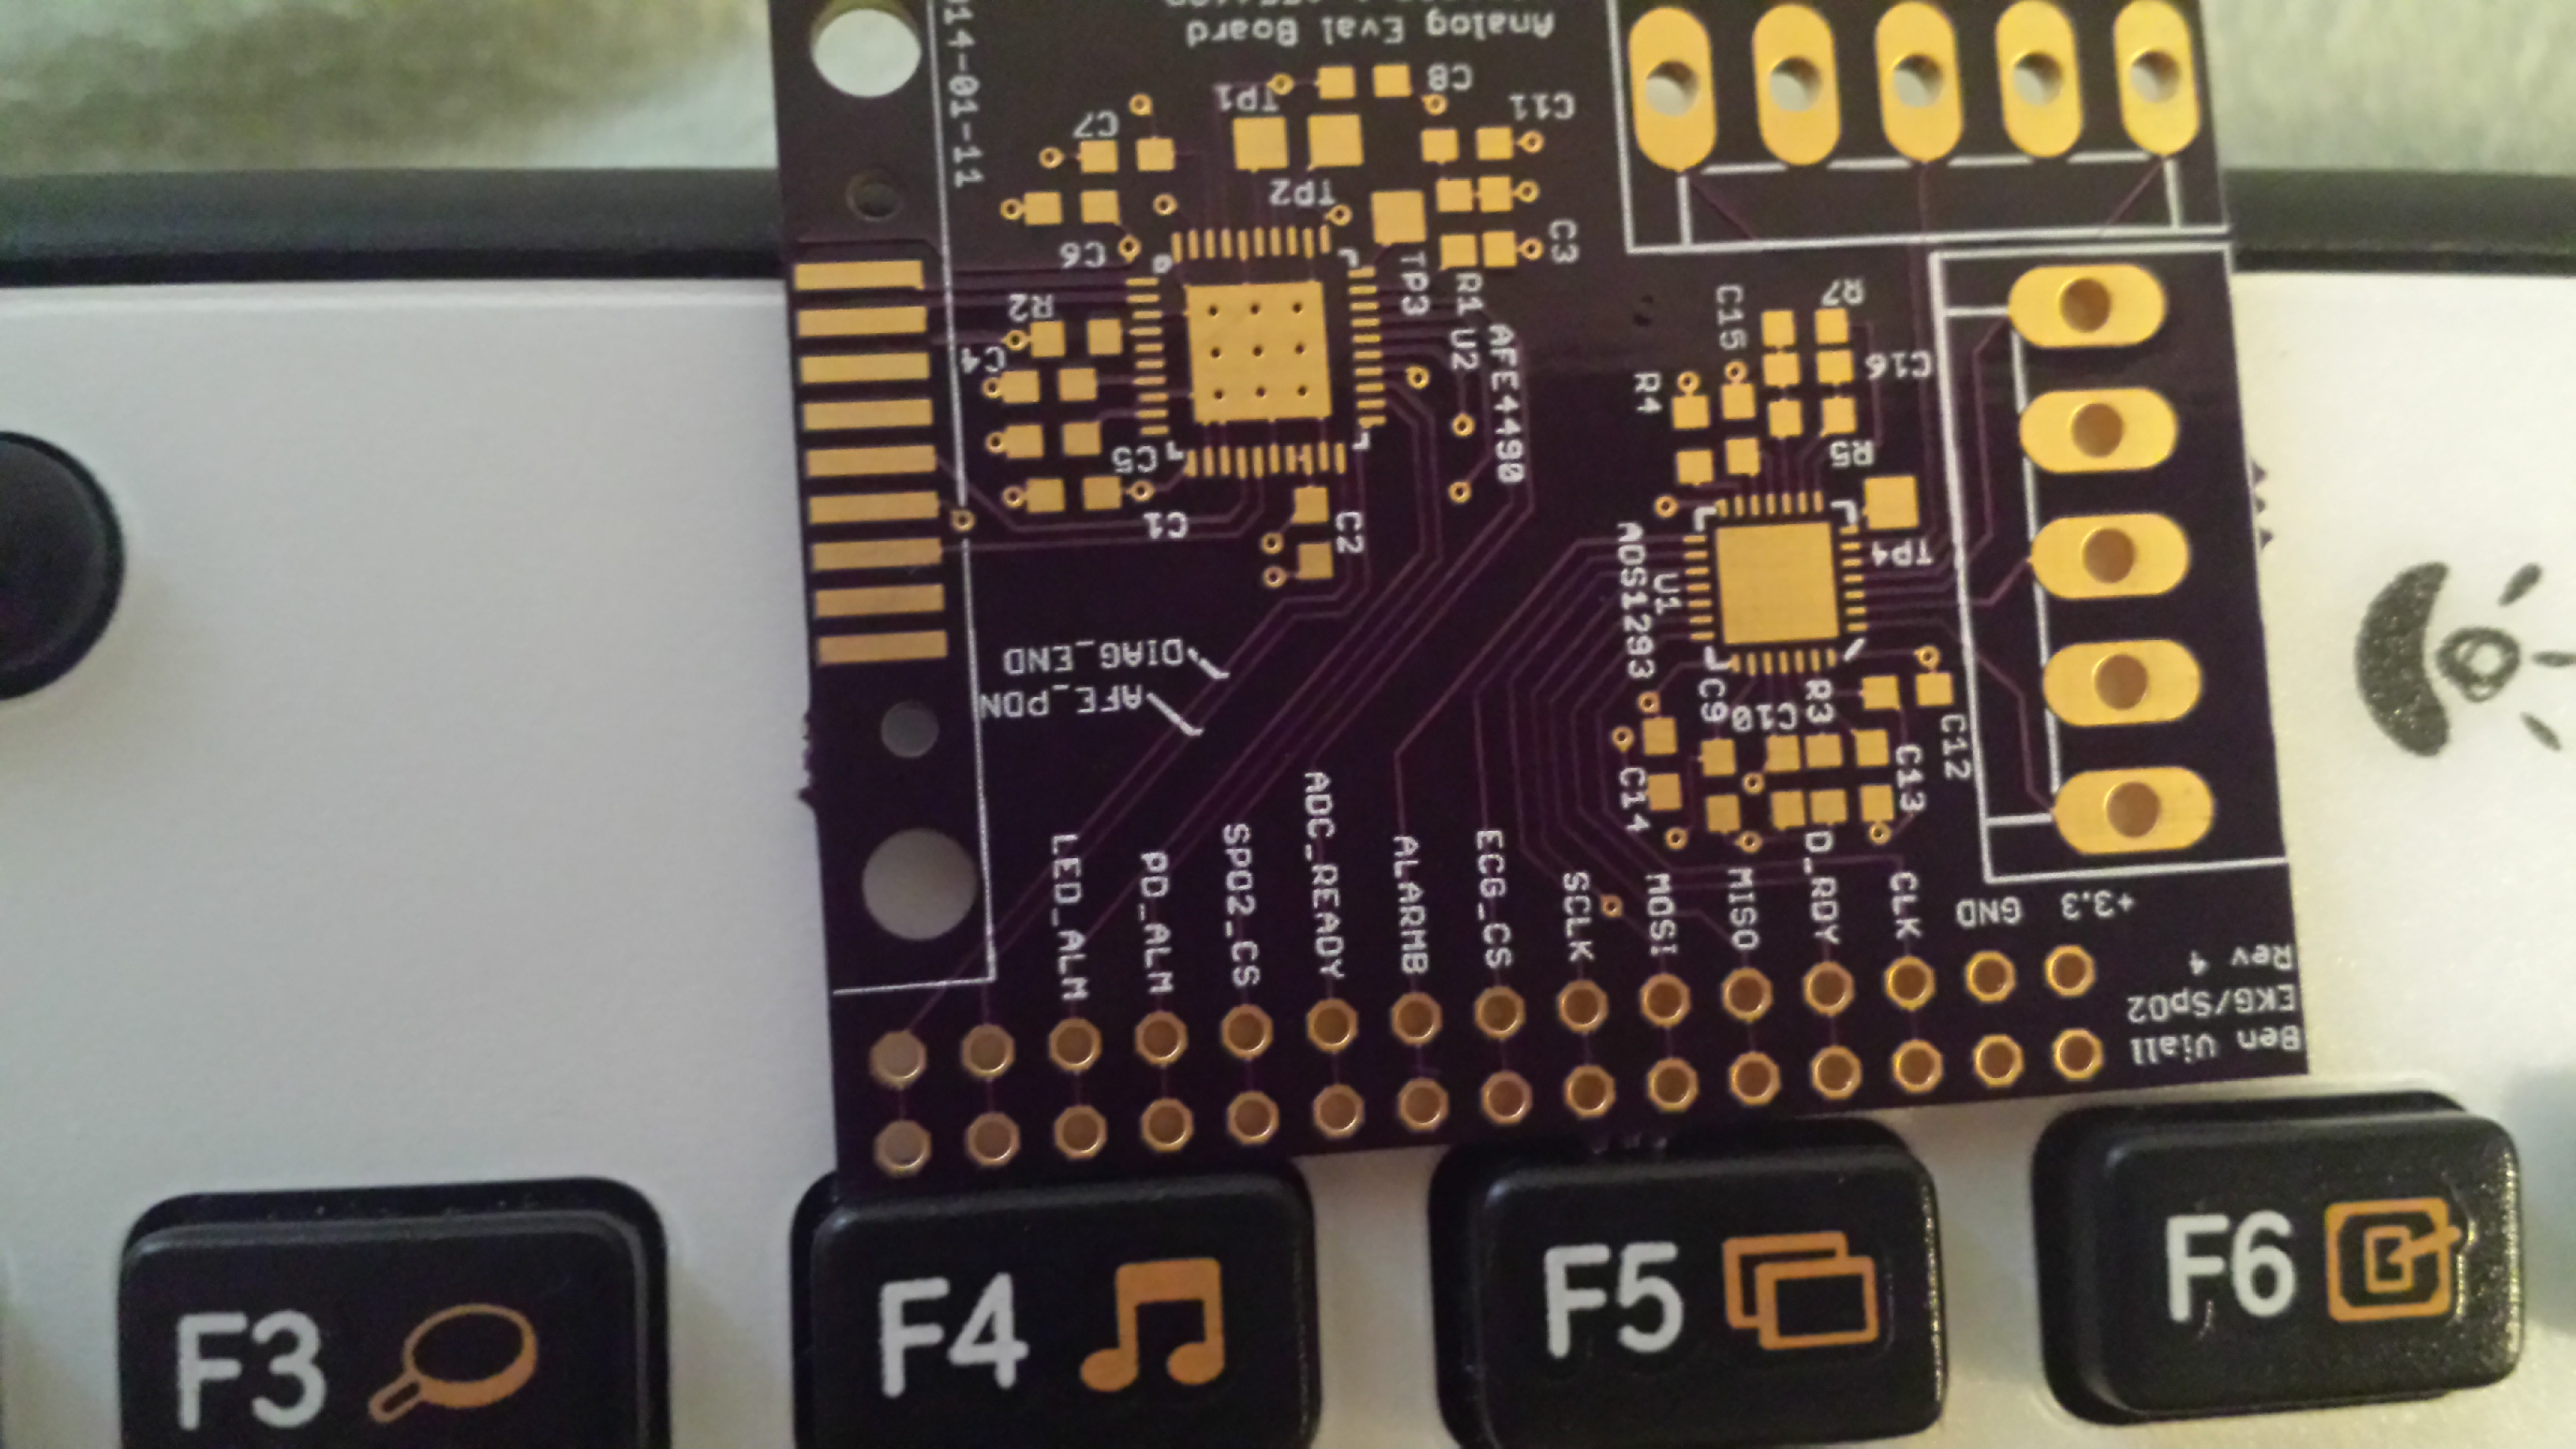 Analog Eval Board
14-01-11
C8
TP1
C11
C7
TP2
C3
C6
TP3
R1
U2
AFE4490
R2
C4
C5
C1
C2
C15
R7
C16
R4
R5
TP4
ADS1293
U1
DIAG_END
AFE_PDN
C9
C10
R3
C12
C13
C14
LED_ALM
PD_ALM
SPO2_CS
ADC_READY
ALARMB
ECG_CS
SCLK
MOSI
MISO
D_RDY
CLK
GND
+3.3
Ben Viall
EKG/SpO2
Rev 4
F3
F4
F5
F6